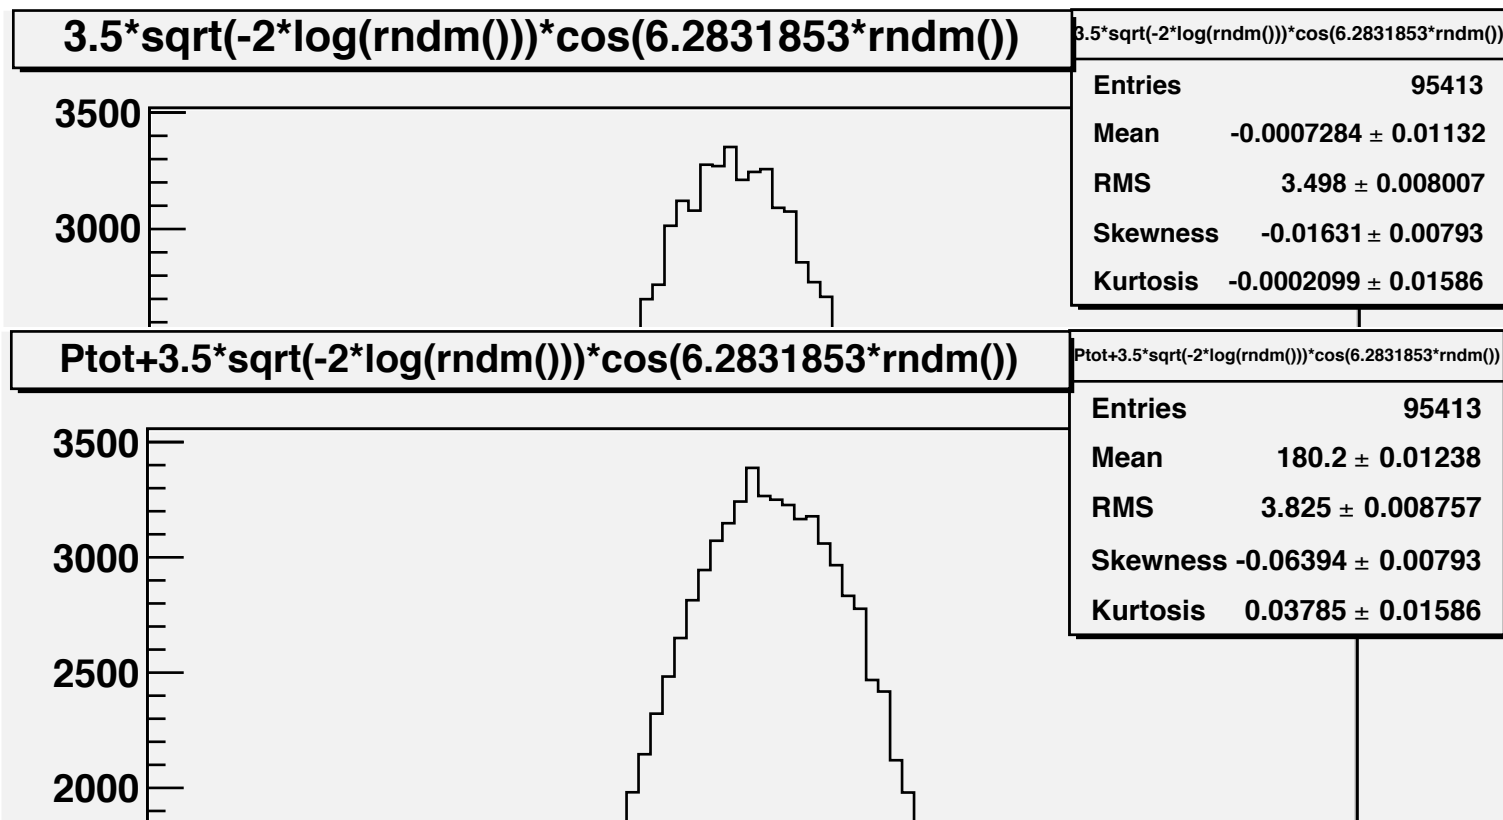 3.5*sqrt(-2*log(rndm()))*cos(6.2831853*rndm())
3.5*sqrt(-2*log(rndm()))*cos(6.2831853*rndm())
Entries 95413
Mean -0.0007284 ± 0.01132
RMS 3.498 ± 0.008007
Skewness -0.01631 ± 0.00793
Kurtosis -0.0002099 ± 0.01586
3500
3000
Ptot+3.5*sqrt(-2*log(rndm()))*cos(6.2831853*rndm())
Ptot+3.5*sqrt(-2*log(rndm()))*cos(6.2831853*rndm())
Entries 95413
Mean 180.2 ± 0.01238
RMS 3.825 ± 0.008757
Skewness -0.06394 ± 0.00793
Kurtosis 0.03785 ± 0.01586
3500
3000
2500
2000